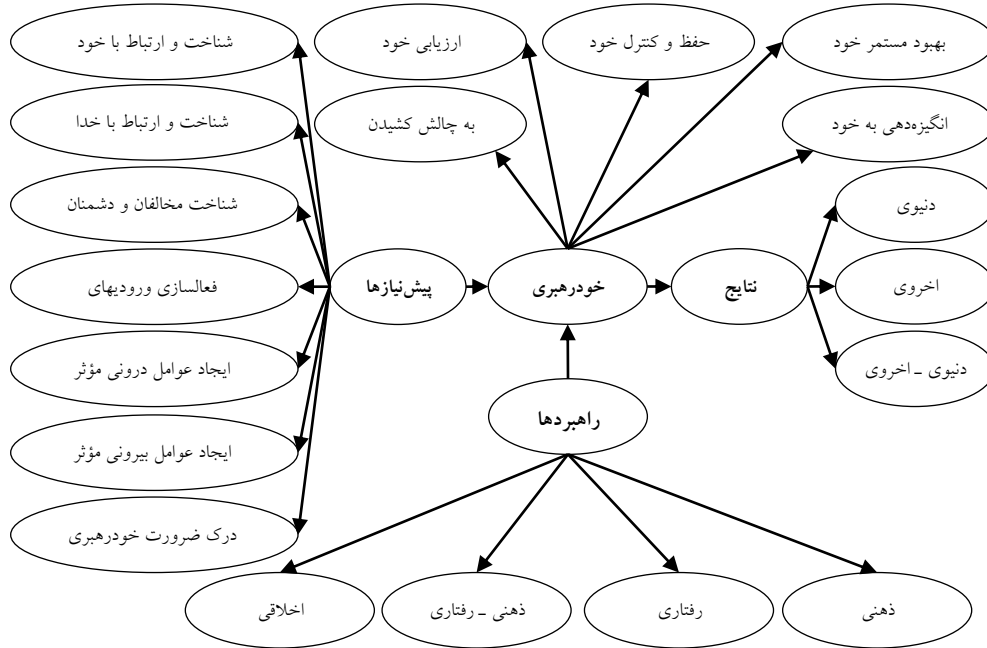 بهبود مستمر خود
حفظ و کنترل خود
ارزیابی خود
شناخت و ارتباط با خود
انگیزه‌دهی به خود
به چالش کشیدن
شناخت و ارتباط با خدا
دنیوی
شناخت مخالفان و دشمنان
اخروی
نتایج
خودرهبری
پیش‌نیازها
فعالسازی ورودیهای
دنیوی ـ اخروی
ایجاد عوامل درونی مؤثر
راهبردها
ایجاد عوامل بیرونی مؤثر
درک ضرورت خودرهبری
ذهنی
رفتاری
ذهنی ـ رفتاری
اخلاقی